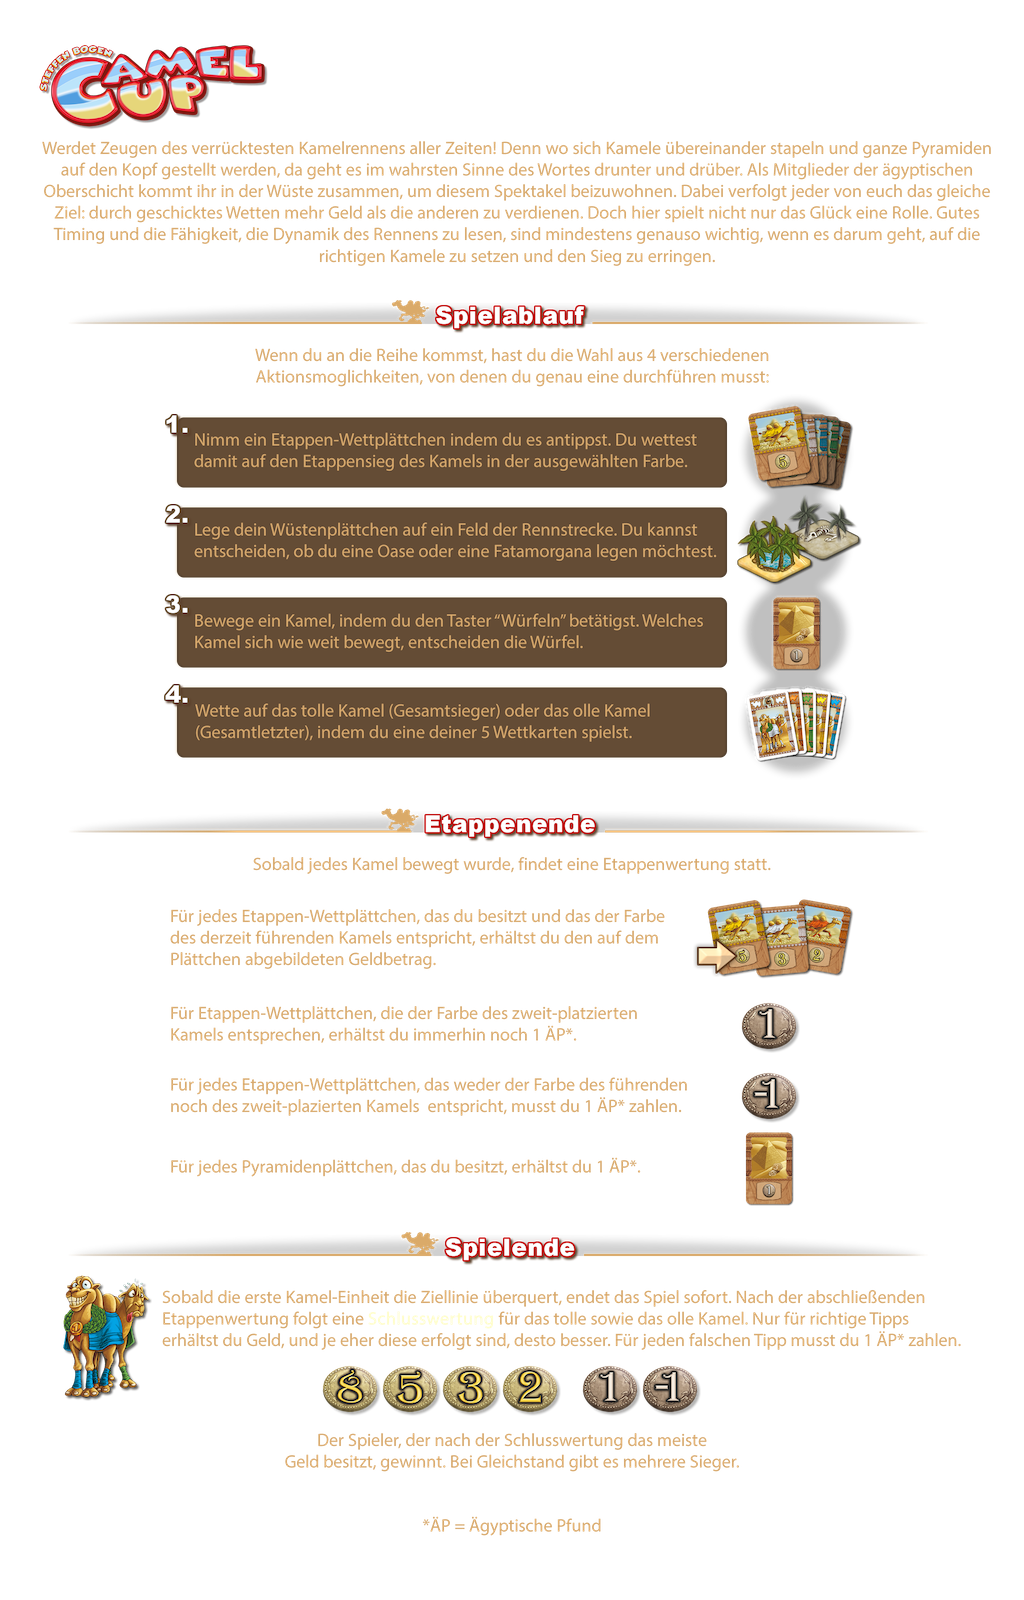 STEFFEN BOGEN
CAMEL
CUP
Werdet Zeugen des verrücktesten Kamelrennens aller Zeiten! Denn wo sich Kamele übereinander stapeln und ganze Pyramiden
auf den Kopf gestellt werden, da geht es im wahrsten Sinne des Wortes drunter und drüber. Als Mitglieder der ägyptischen
Oberschicht kommt ihr in der Wüste zusammen, um diesem Spektakel beizuwohnen. Dabei verfolgt jeder von euch das gleiche
Ziel: durch geschicktes Wetten mehr Geld als die anderen zu verdienen. Doch hier spielt nicht nur das Glück eine Rolle. Gutes
Timing und die Fähigkeit, die Dynamik des Rennens zu lesen, sind mindestens genauso wichtig, wenn es darum geht, auf die
richtigen Kamele zu setzen und den Sieg zu erringen.
Spielablauf
Wenn du an die Reihe kommst, hast du die Wahl aus 4 verschiedenen
Aktionsmoglichkeiten, von denen du genau eine durchführen musst:
1.
Nimm ein Etappen-Wettplättchen indem du es antippst. Du wettest
damit auf den Etappensieg des Kamels in der ausgewählten Farbe.
5
2.
Lege dein Wüstenplättchen auf ein Feld der Rennstrecke. Du kannst
entscheiden, ob du eine Oase oder eine Fatamorgana legen möchtest.
3.
Bewege ein Kamel, indem du den Taster “Würfeln” betätigst. Welches
Kamel sich wie weit bewegt, entscheiden die Würfel.
1
4.
Wette auf das tolle Kamel (Gesamtsieger) oder das olle Kamel
(Gesamtletzter), indem du eine deiner 5 Wettkarten spielst.
Etappenende
Sobald jedes Kamel bewegt wurde, findet eine Etappenwertung statt.
Für jedes Etappen-Wettplättchen, das du besitzt und das der Farbe
des derzeit führenden Kamels entspricht, erhältst du den auf dem
Plättchen abgebildeten Geldbetrag.
5 3 2
Für Etappen-Wettplättchen, die der Farbe des zweit-platzierten
Kamels entsprechen, erhältst du immerhin noch 1 ÄP*.
1
Für jedes Etappen-Wettplättchen, das weder der Farbe des führenden
noch des zweit-plazierten Kamels  entspricht, musst du 1 ÄP* zahlen.
-1
Für jedes Pyramidenplättchen, das du besitzt, erhältst du 1 ÄP*.
1
Spielende
Sobald die erste Kamel-Einheit die Ziellinie überquert, endet das Spiel sofort. Nach der abschließenden
Etappenwertung folgt eine Schlusswertung für das tolle sowie das olle Kamel. Nur für richtige Tipps
erhältst du Geld, und je eher diese erfolgt sind, desto besser. Für jeden falschen Tipp musst du 1 ÄP* zahlen.
8 5 3 2 1 -1
Der Spieler, der nach der Schlusswertung das meiste
Geld besitzt, gewinnt. Bei Gleichstand gibt es mehrere Sieger.
*ÄP = Ägyptische Pfund